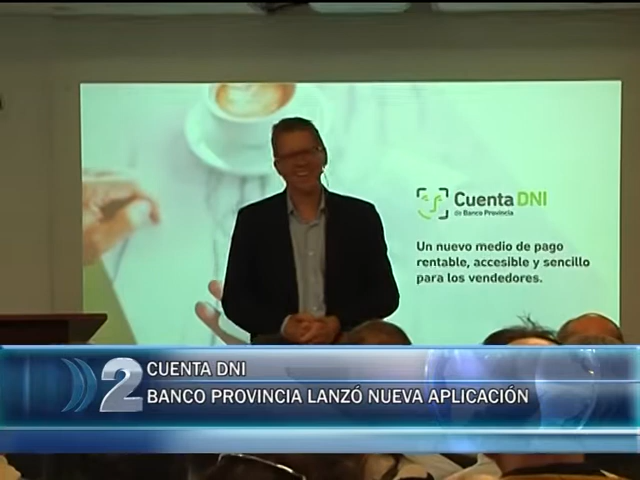 Cuenta DNI
de Banco Provincia
Un nuevo medio de pago
rentable, accesible y sencillo
para los vendedores.
2
CUENTA DNI
BANCO PROVINCIA LANZÓ NUEVA APLICACIÓN